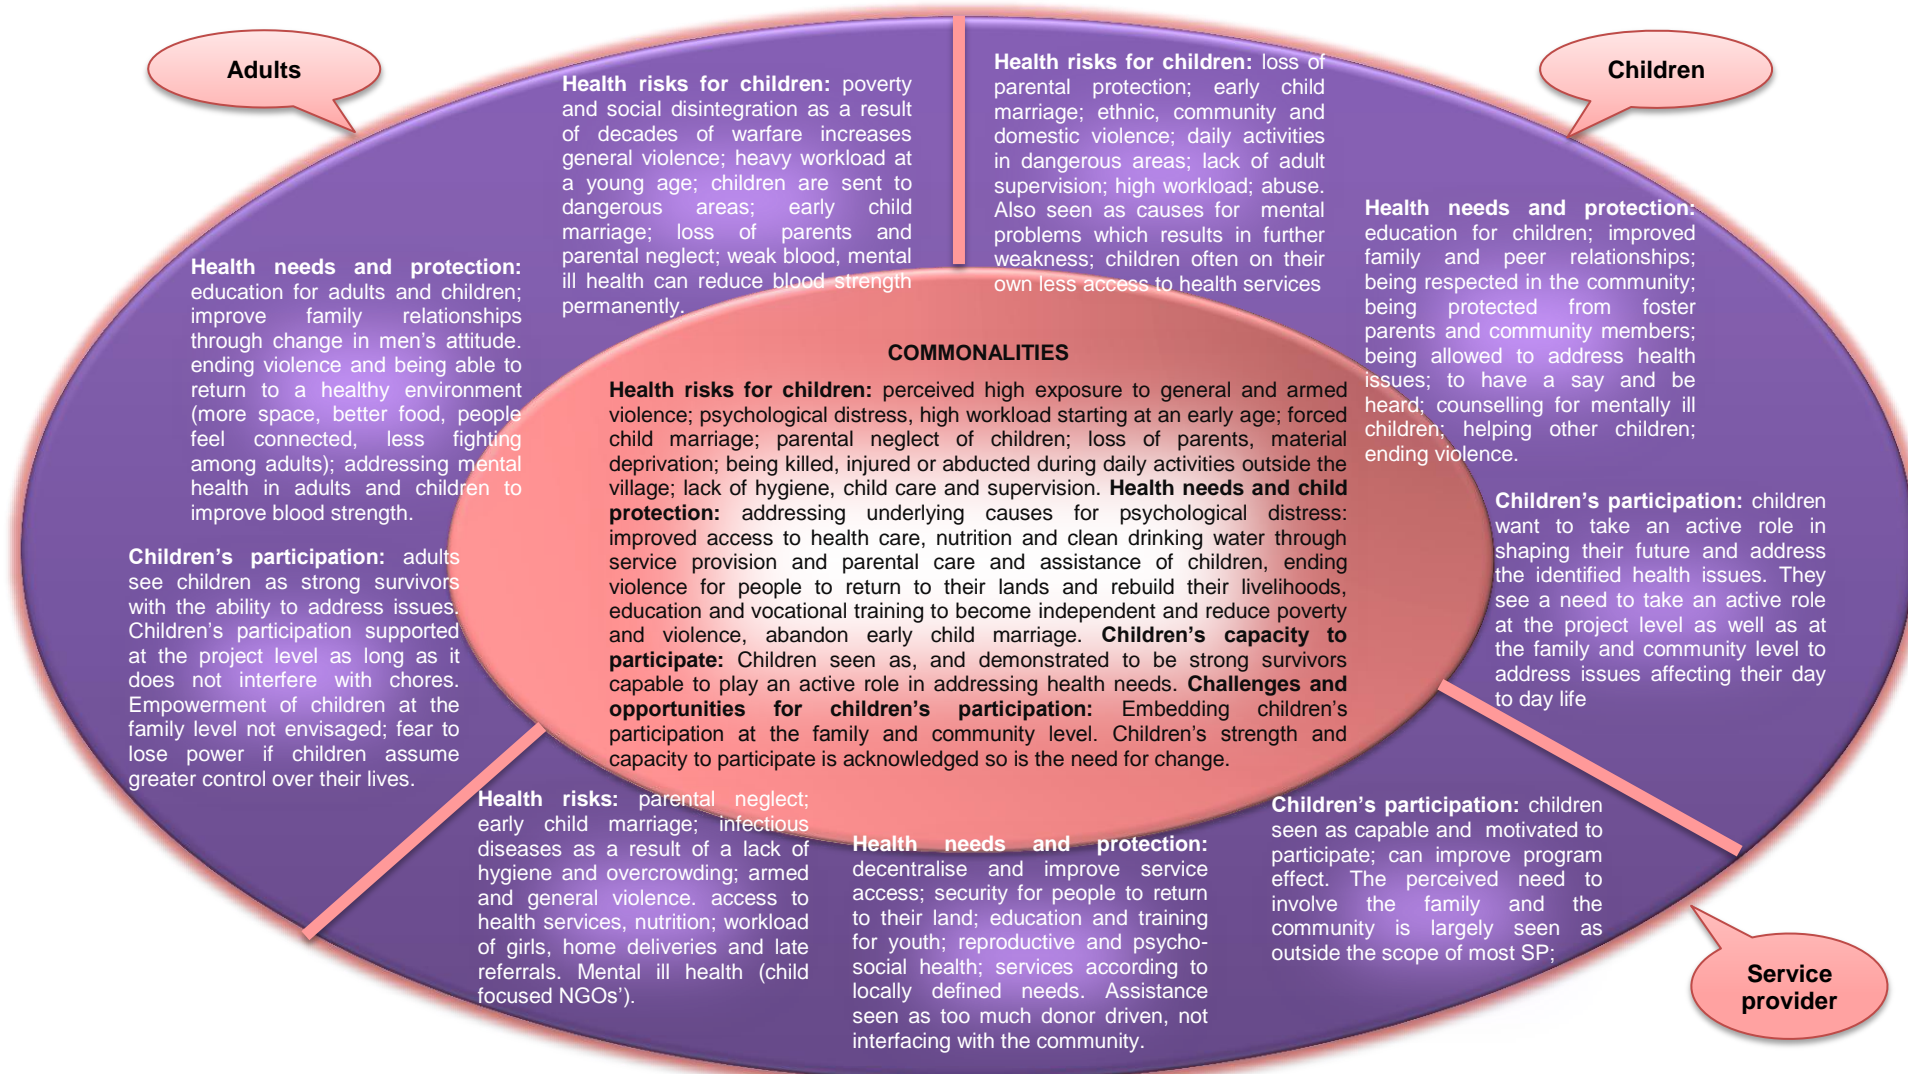 Adults
Health risks for children: poverty
and social disintegration as a result
of decades of warfare increases
general violence; heavy workload at
a young age; children are sent to
dangerous areas; early child
marriage; loss of parents and
parental neglect; weak blood, mental
ill health can reduce blood strength
permanently.
Health needs and protection:
education for adults and children;
improve family relationships
through change in men’s attitude.
ending violence and being able to
return to a healthy environment
(more space, better food, people
feel connected, less fighting
among adults); addressing mental
health in adults and children to
improve blood strength.
Children’s participation: adults
see children as strong survivors
with the ability to address issues.
Children’s participation supported
at the project level as long as it
does not interfere with chores.
Empowerment of children at the
family level not envisaged; fear to
lose power if children assume
greater control over their lives.
Children
Health risks for children: loss of
parental protection; early child
marriage; ethnic, community and
domestic violence; daily activities
in dangerous areas; lack of adult
supervision; high workload; abuse.
Also seen as causes for mental
problems which results in further
weakness; children often on their
own less access to health services
Health needs and protection:
education for children; improved
family and peer relationships;
being respected in the community;
being protected from foster
parents and community members;
being allowed to address health
issues; to have a say and be
heard; counselling for mentally ill
children; helping other children;
ending violence.
Children’s participation: children
want to take an active role in
shaping their future and address
the identified health issues. They
see a need to take an active role
at the project level as well as at
the family and community level to
address issues affecting their day
to day life
COMMONALITIES
Health risks for children: perceived high exposure to general and armed
violence; psychological distress, high workload starting at an early age; forced
child marriage; parental neglect of children; loss of parents, material
deprivation; being killed, injured or abducted during daily activities outside the
village; lack of hygiene, child care and supervision. Health needs and child
protection: addressing underlying causes for psychological distress:
improved access to health care, nutrition and clean drinking water through
service provision and parental care and assistance of children, ending
violence for people to return to their lands and rebuild their livelihoods,
education and vocational training to become independent and reduce poverty
and violence, abandon early child marriage. Children’s capacity to
participate: Children seen as, and demonstrated to be strong survivors
capable to play an active role in addressing health needs. Challenges and
opportunities for children’s participation: Embedding children’s
participation at the family and community level. Children’s strength and
capacity to participate is acknowledged so is the need for change.
Health risks: parental neglect;
early child marriage; infectious
diseases as a result of a lack of
hygiene and overcrowding; armed
and general violence. access to
health services, nutrition; workload
of girls, home deliveries and late
referrals. Mental ill health (child
focused NGOs’).
Health needs and protection:
decentralise and improve service
access; security for people to return
to their land; education and training
for youth; reproductive and psycho-
social health; services according to
locally defined needs. Assistance
seen as too much donor driven, not
interfacing with the community.
Children’s participation: children
seen as capable and motivated to
participate; can improve program
effect. The perceived need to
involve the family and the
community is largely seen as
outside the scope of most SP;
Service
provider